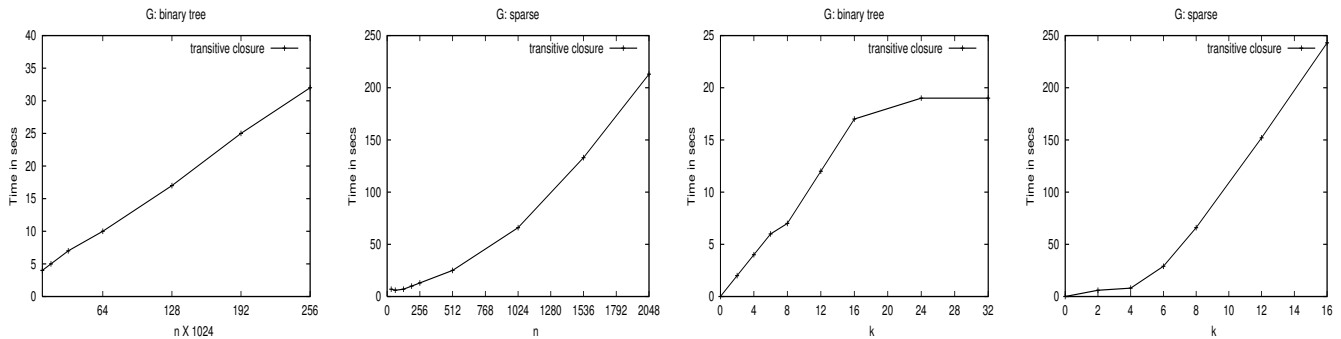 G: binary tree
transitive closure
Time in secs
40
35
30
25
20
15
10
5
0
64 128 192 256
n X 1024
G: sparse
transitive closure
Time in secs
250
200
150
100
50
0
0 256 512 768 1024 1280 1536 1792 2048
n
G: binary tree
transitive closure
Time in secs
25
20
15
10
5
0
0 4 8 12 16 20 24 28 32
k
G: sparse
transitive closure
Time in secs
250
200
150
100
50
0
0 2 4 6 8 10 12 14 16
k